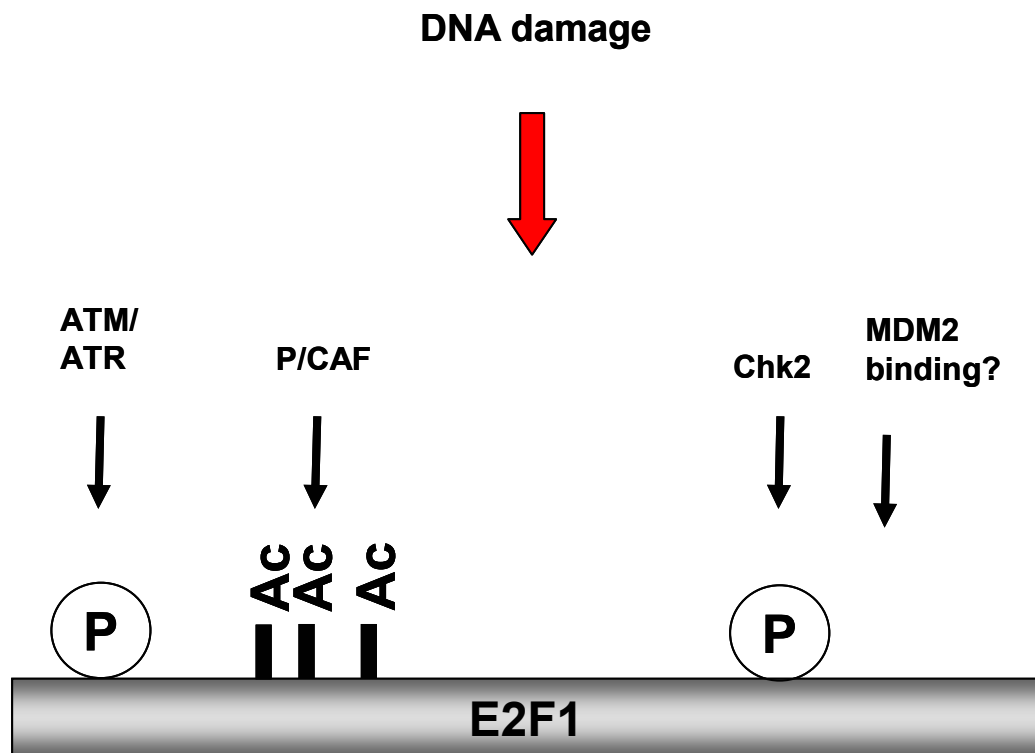 DNA damage
ATM/
ATR
P/CAF
Chk2
MDM2
binding?
Ac
Ac
Ac
P
P
E2F1